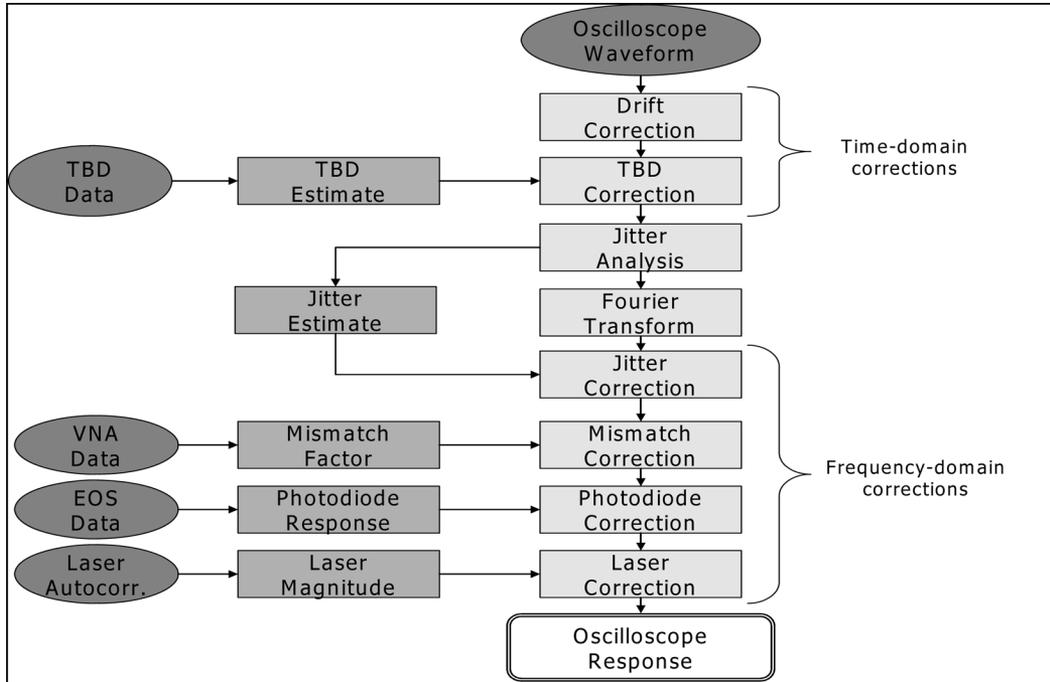 Oscilloscope
Waveform
Drift
Correction
Time-domain
corrections
TBD
Data
TBD
Estimate
TBD
Correction
Jitter
Analysis
Jitter
Estimate
Fourier
Transform
Jitter
Correction
VNA
Data
Mismatch
Factor
Mismatch
Correction
Frequency-domain
corrections
EOS
Data
Photodiode
Response
Photodiode
Correction
Laser
Autocorr.
Laser
Magnitude
Laser
Correction
Oscilloscope
Response